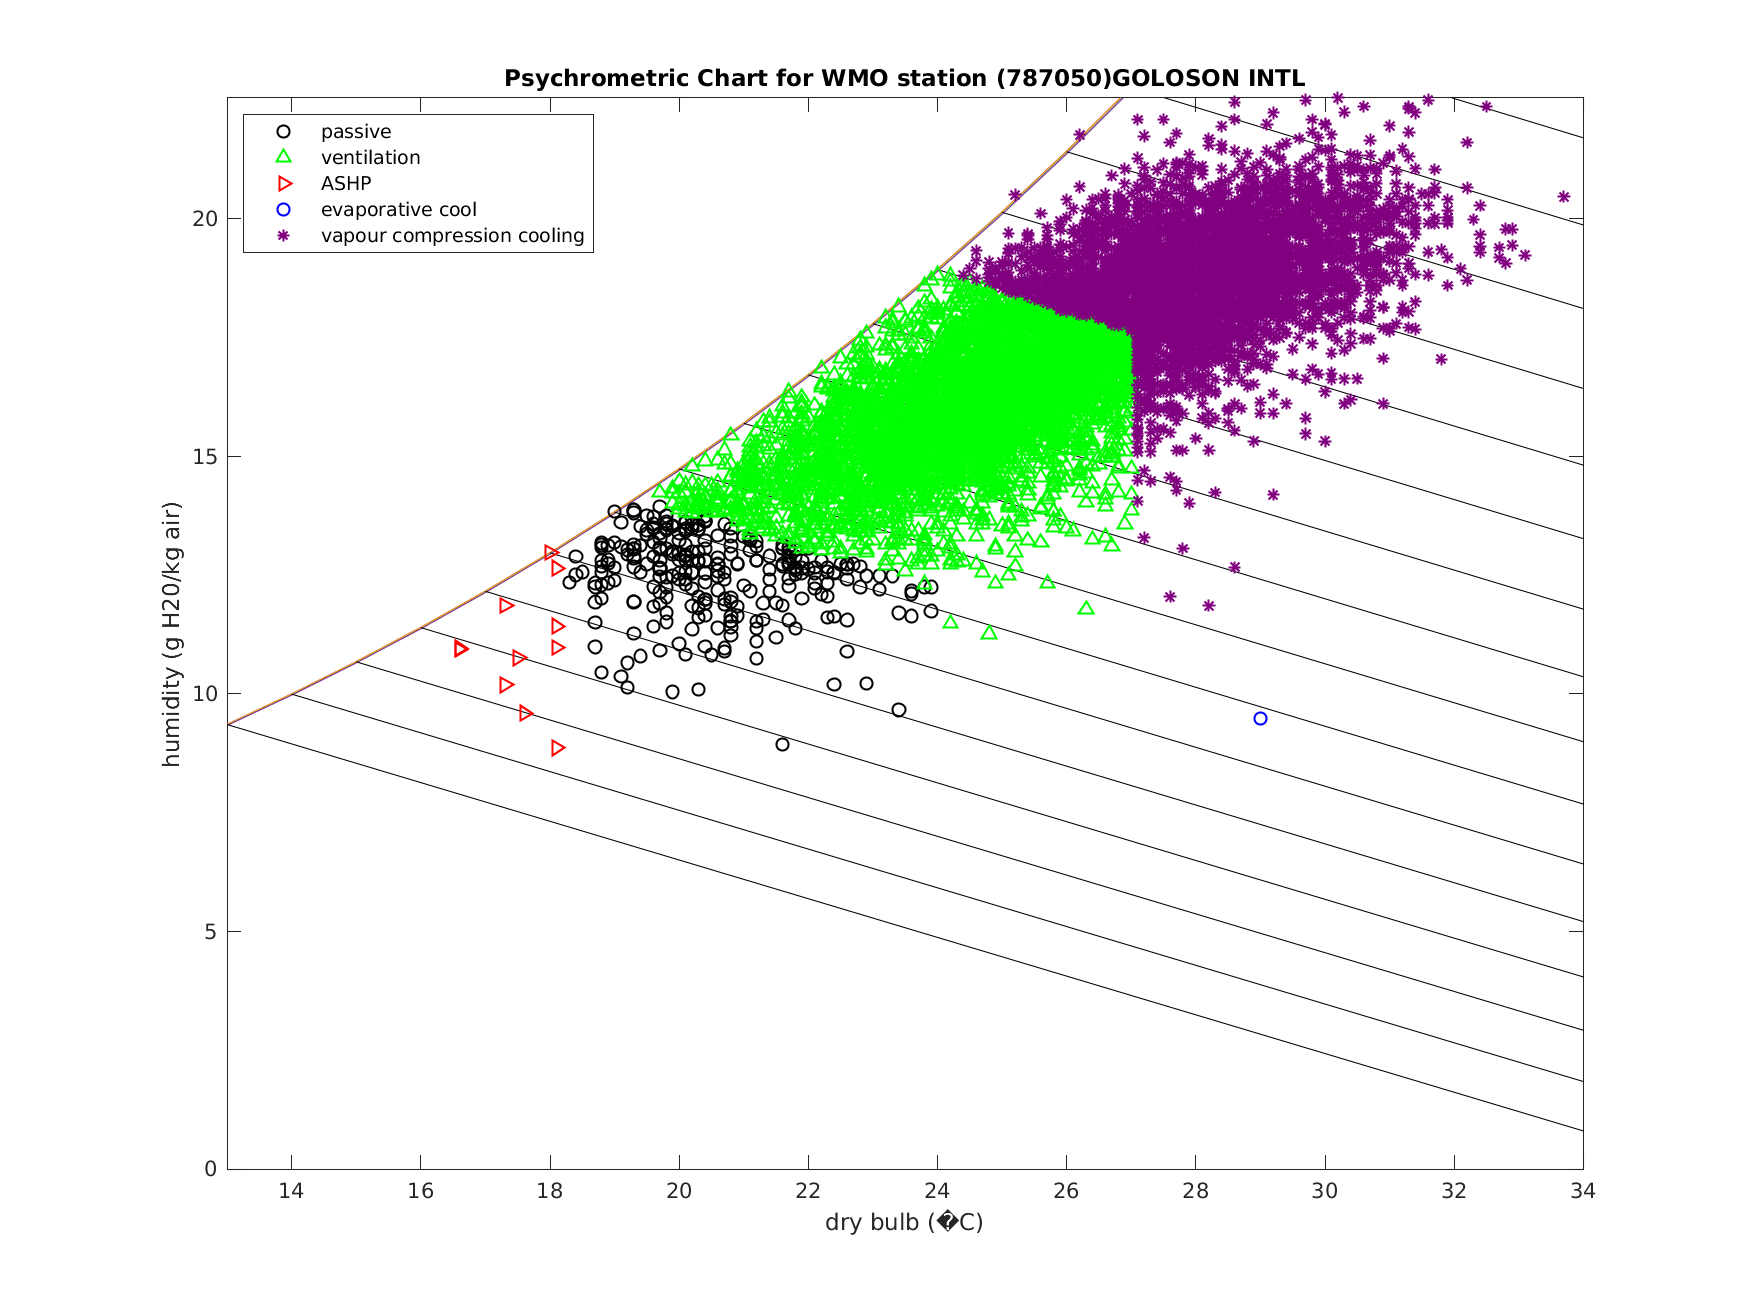 Psychrometric Chart for WMO station (787050)GOLOSON INTL
passive
ventilation
ASHP
evaporative cool
vapour compression cooling
humidity (g H20/kg air)
20
15
10
5
0
14 16 18 20 22 24 26 28 30 32 34
dry bulb (�C)